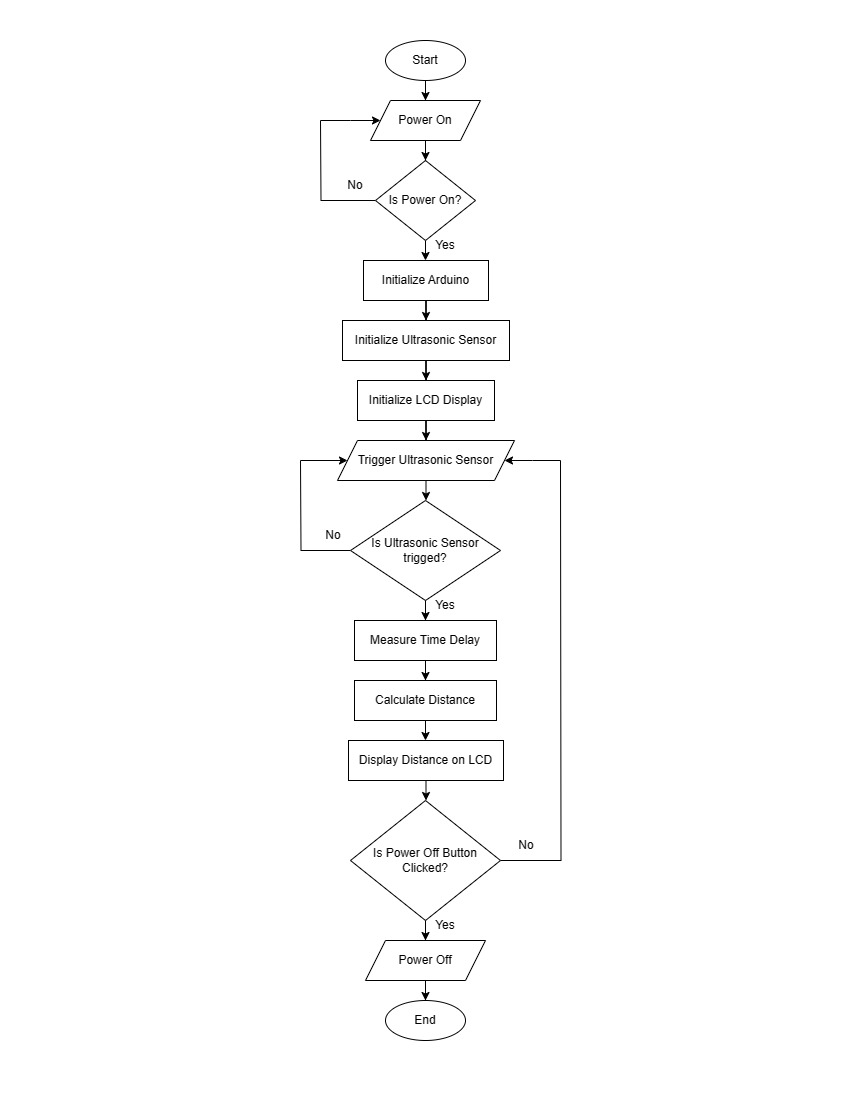 Start
Power On
No
Is Power On?
Yes
Initialize Arduino
Initialize Ultrasonic Sensor
Initialize LCD Display
Trigger Ultrasonic Sensor
No
Is Ultrasonic Sensor
trigged?
Yes
Measure Time Delay
Calculate Distance
Display Distance on LCD
No
Is Power Off Button
Clicked?
Yes
Power Off
End